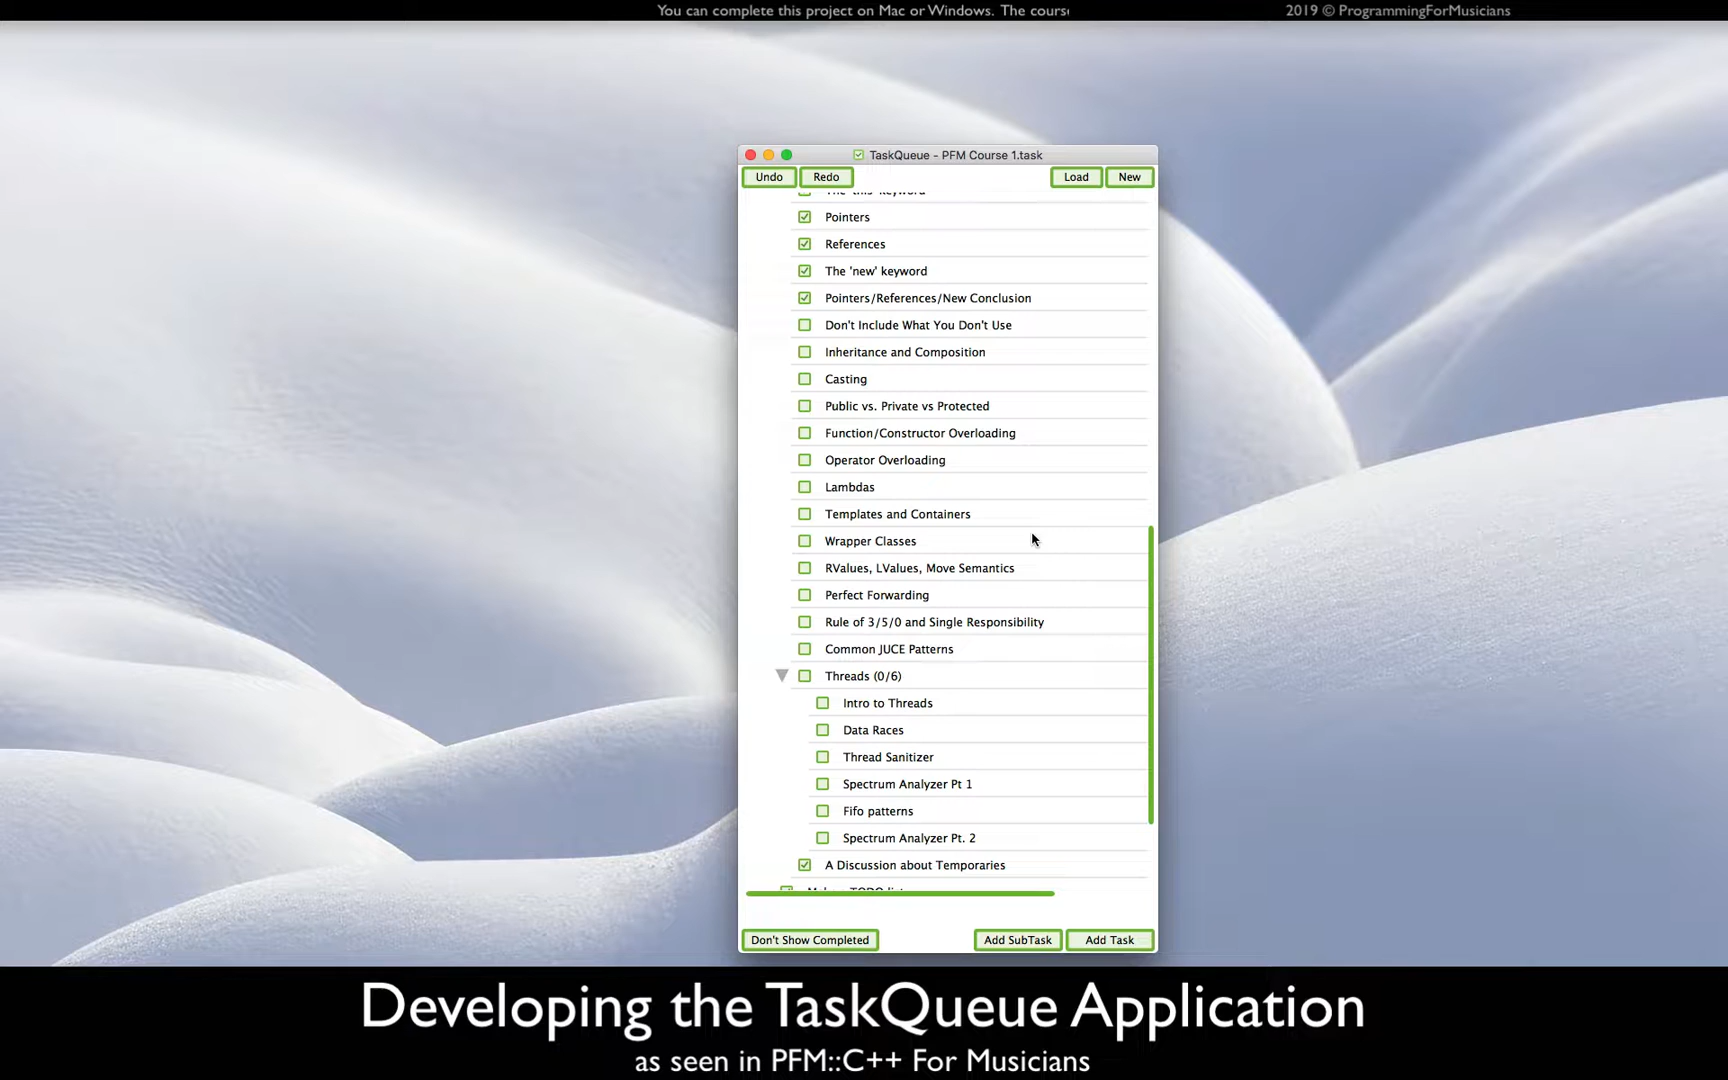 You can complete this project on Mac or Windows. The course
2019 © ProgrammingForMusicians
TaskQueue - PFM Course 1.task
Undo
Redo
Load
New
The 'this' keyword
Pointers
References
The 'new' keyword
Pointers/References/New Conclusion
Don't Include What You Don't Use
Inheritance and Composition
Casting
Public vs. Private vs Protected
Function/Constructor Overloading
Operator Overloading
Lambdas
Templates and Containers
Wrapper Classes
RValues, LValues, Move Semantics
Perfect Forwarding
Rule of 3/5/0 and Single Responsibility
Common JUCE Patterns
Threads (0/6)
Intro to Threads
Data Races
Thread Sanitizer
Spectrum Analyzer Pt 1
Fifo patterns
Spectrum Analyzer Pt. 2
A Discussion about Temporaries
Don't Show Completed
Add SubTask
Add Task
Developing the TaskQueue Application
as seen in PFM::C++ For Musicians